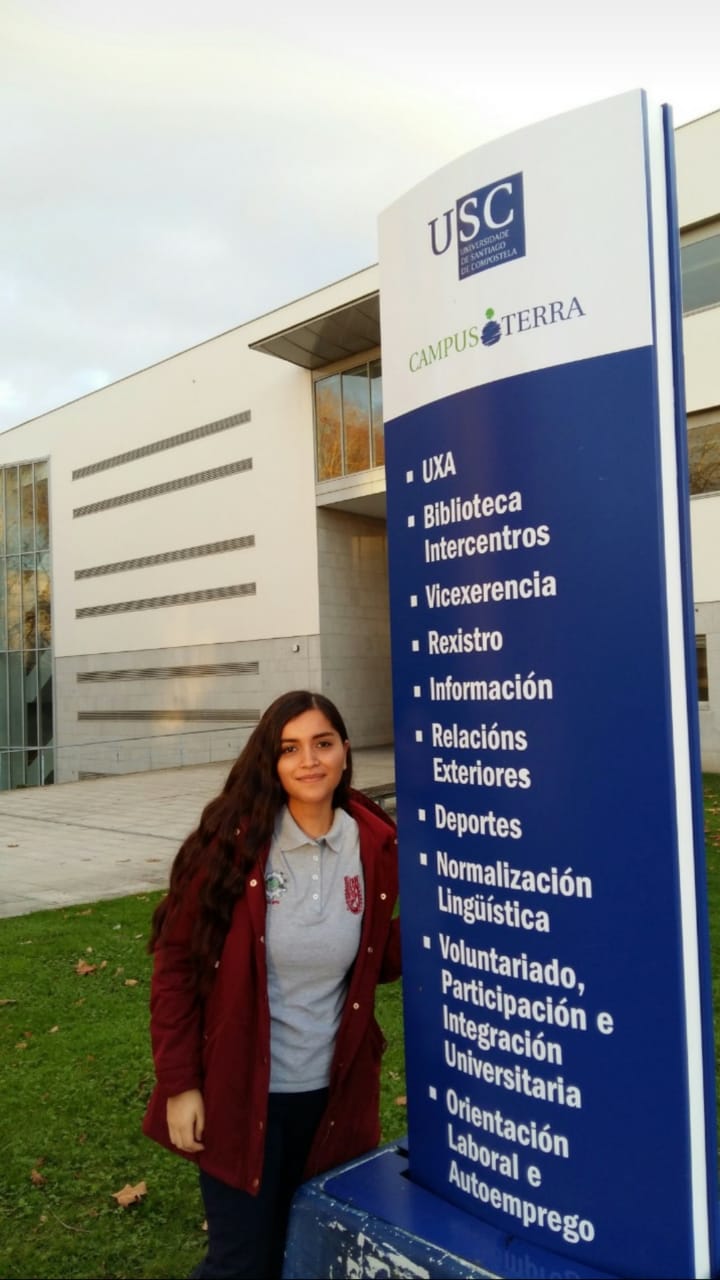 USC
UNIVERSIDADE
DE SANTIAGO
DE COMPOSTELA
CAMPUS TERRA
UXA
Biblioteca
Intercentros
Vicexerencia
Rexistro
Información
Relacións
Exteriores
Deportes
Normalización
Lingüística
Voluntariado,
Participación e
Integración
Universitaria
Orientación
Laboral e
Autoemprego